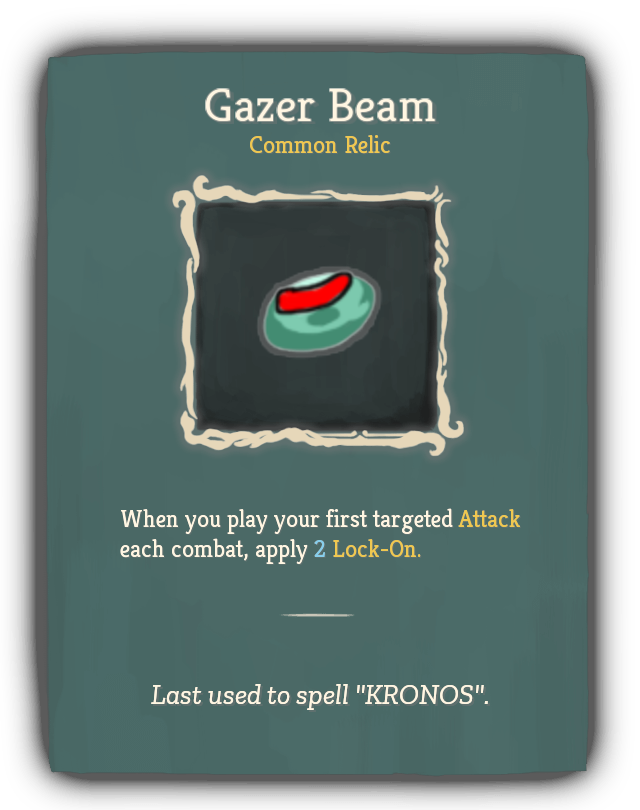 Gazer Beam
Common Relic
When you play your first targeted Attack
each combat, apply 2 Lock-On.
Last used to spell "KRONOS".